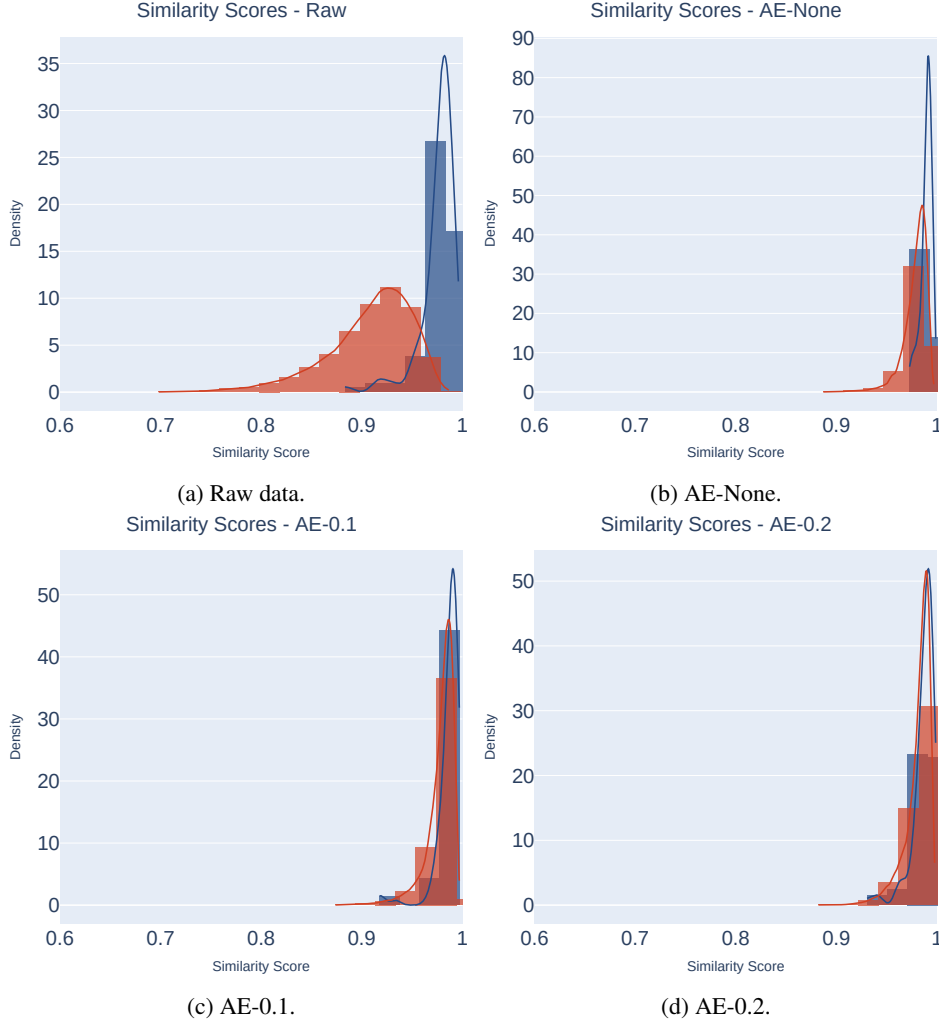 Similarity Scores - Raw
35
30
25
20
15
10
5
0
Density
0.6 0.7 0.8 0.9 1
Similarity Score
(a) Raw data.
Similarity Scores - AE-None
90
80
70
60
50
40
30
20
10
0
Density
0.6 0.7 0.8 0.9 1
Similarity Score
(b) AE-None.
Similarity Scores - AE-0.1
50
40
30
20
10
0
Density
0.6 0.7 0.8 0.9 1
Similarity Score
(c) AE-0.1.
Similarity Scores - AE-0.2
50
40
30
20
10
0
Density
0.6 0.7 0.8 0.9 1
Similarity Score
(d) AE-0.2.